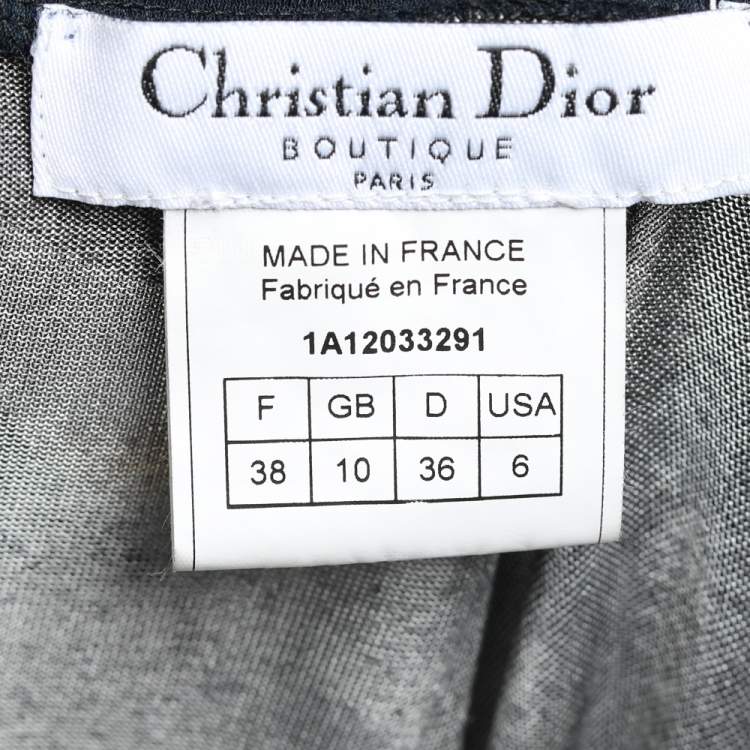 Christian Dior
BOUTIQUE
PARIS
MADE IN FRANCE
Fabriqué en France
1A12033291
F GB D USA
38 10 36 6